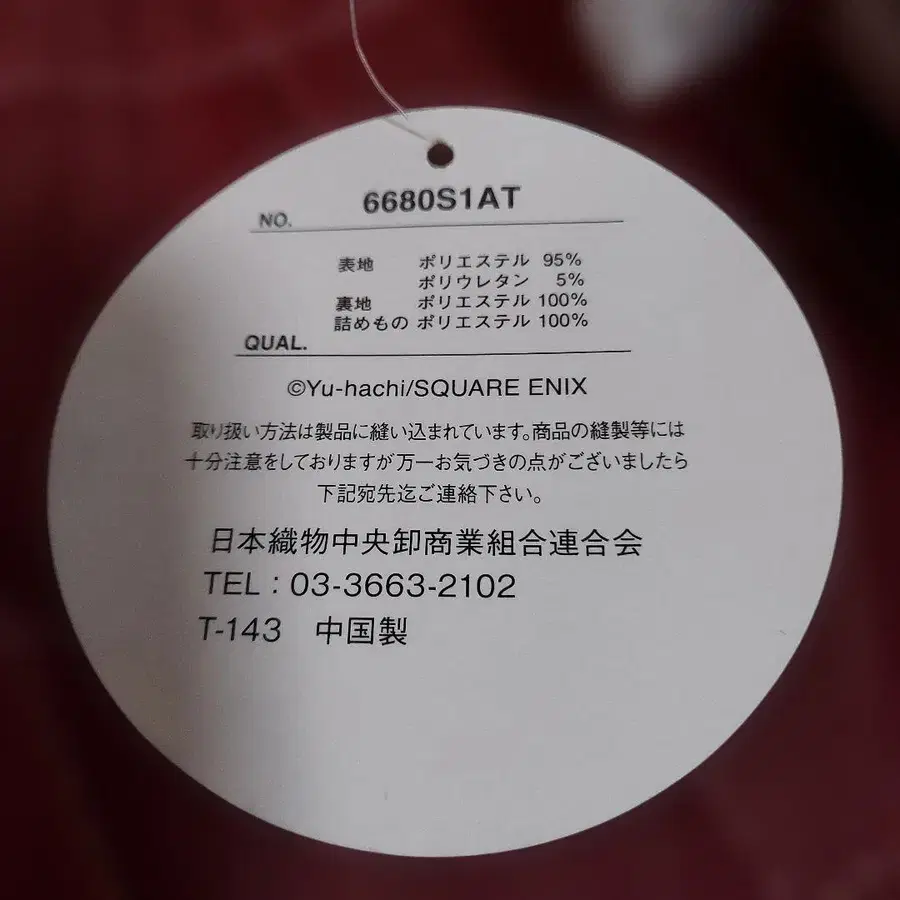 NO. 6680S1AT
表地 ポリエステル 95%
ポリウレタン 5%
裏地 ポリエステル 100%
詰めもの ポリエステル 100%
QUAL.
©Yu-hachi/SQUARE ENIX
取り扱い方法は製品に縫い込まれています。商品の縫製等には
十分注意をしておりますが万一お気づきの点がございましたら
下記宛先迄ご連絡下さい。
日本織物中央卸商業組合連合会
TEL : 03-3663-2102
T-143 中国製